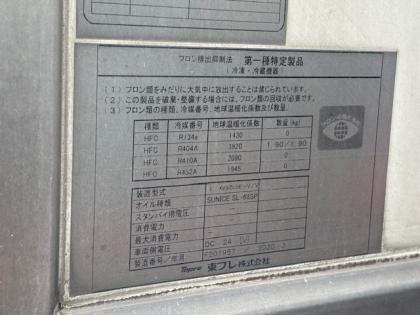 フロン排出抑制法 第一種特定製品
(冷凍・冷蔵機器)
(1) フロン類をみだりに大気中に放出することは禁じられています。
(2) この製品を廃棄・整備する場合には、フロン類の回収が必要です。
(3) フロン類の種類、冷媒番号、地球温暖化係数及び数量。
種類 冷媒番号 地球温暖化係数 数量(kg)
HFC R134a 1430 0
HFC R404A 3920 1.90/1.90
HFC R410A 2090 0
HFC R452A 1945 0
装置型式
オイル種類 SUNICE SL-68SP
スタンバイ用電圧 —
消費電力 —
最大消費電力 —
車両側電圧 DC 24 (V)
製造番号/年月
Topre 東プレ株式会社